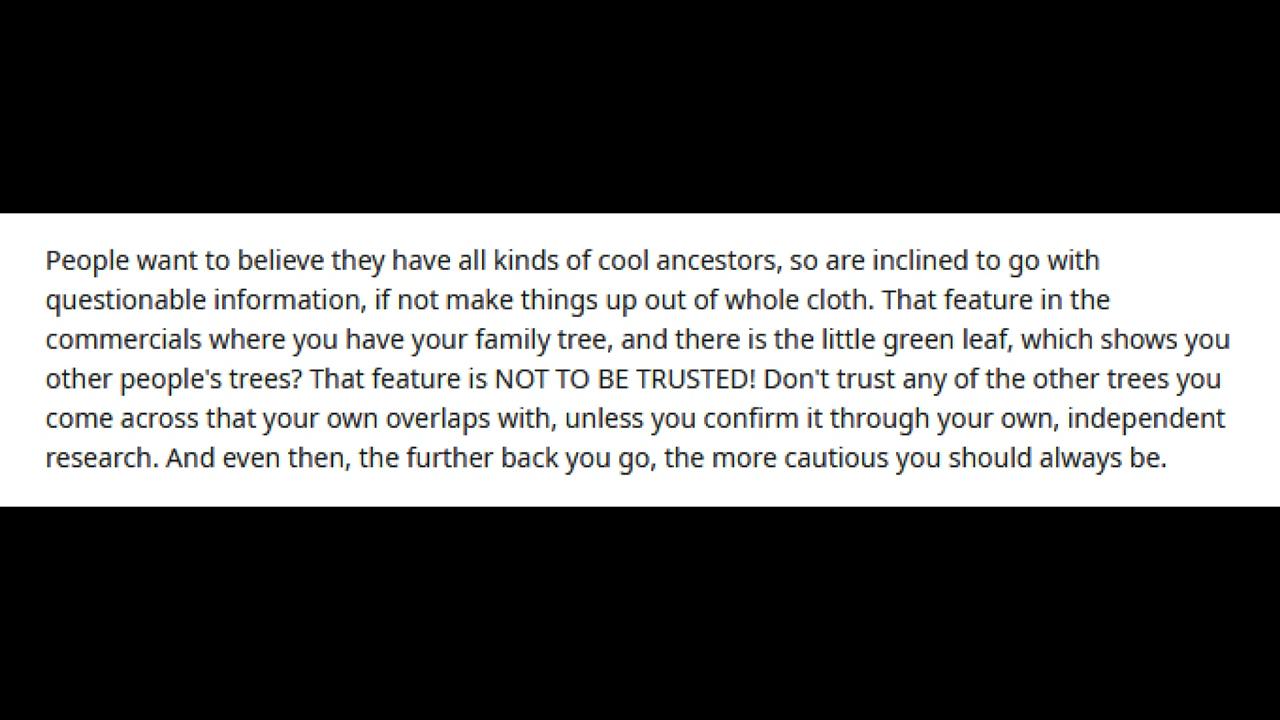 People want to believe they have all kinds of cool ancestors, so are inclined to go with
questionable information, if not make things up out of whole cloth. That feature in the
commercials where you have your family tree, and there is the little green leaf, which shows you
other people's trees? That feature is NOT TO BE TRUSTED! Don't trust any of the other trees you
come across that your own overlaps with, unless you confirm it through your own, independent
research. And even then, the further back you go, the more cautious you should always be.